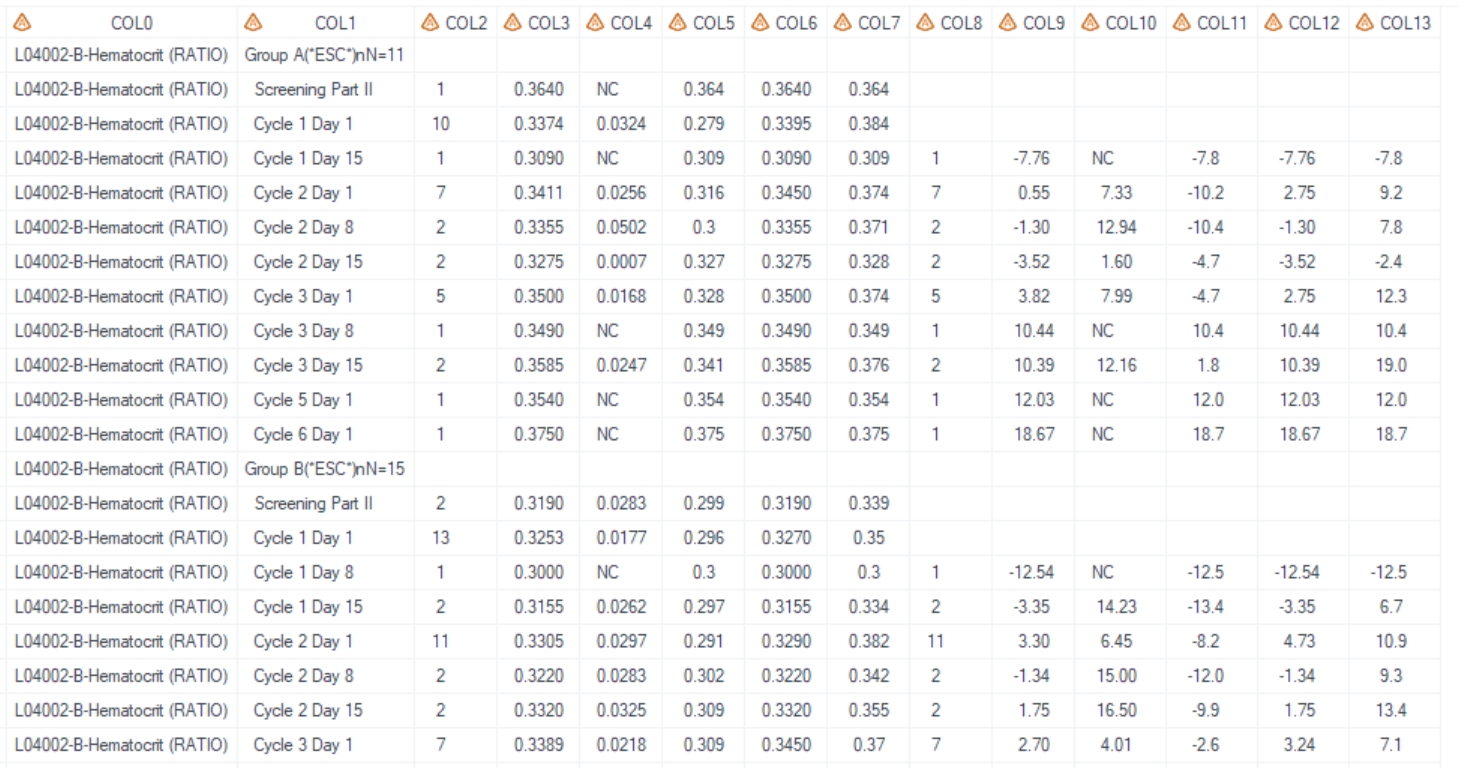 COL0 COL1 COL2 COL3 COL4 COL5 COL6 COL7 COL8 COL9 COL10 COL11 COL12 COL13
L04002-B-Hematocrit (RATIO) Group A(*ESC*)nN=11
L04002-B-Hematocrit (RATIO) Screening Part II 1 0.3640 NC 0.364 0.3640 0.364
L04002-B-Hematocrit (RATIO) Cycle 1 Day 1 10 0.3374 0.0324 0.279 0.3395 0.384
L04002-B-Hematocrit (RATIO) Cycle 1 Day 15 1 0.3090 NC 0.309 0.3090 0.309 1 -7.76 NC -7.8 -7.76 -7.8
L04002-B-Hematocrit (RATIO) Cycle 2 Day 1 7 0.3411 0.0256 0.316 0.3450 0.374 7 0.55 7.33 -10.2 2.75 9.2
L04002-B-Hematocrit (RATIO) Cycle 2 Day 8 2 0.3355 0.0502 0.3 0.3355 0.371 2 -1.30 12.94 -10.4 -1.30 7.8
L04002-B-Hematocrit (RATIO) Cycle 2 Day 15 2 0.3275 0.0007 0.327 0.3275 0.328 2 -3.52 1.60 -4.7 -3.52 -2.4
L04002-B-Hematocrit (RATIO) Cycle 3 Day 1 5 0.3500 0.0168 0.328 0.3500 0.374 5 3.82 7.99 -4.7 2.75 12.3
L04002-B-Hematocrit (RATIO) Cycle 3 Day 8 1 0.3490 NC 0.349 0.3490 0.349 1 10.44 NC 10.4 10.44 10.4
L04002-B-Hematocrit (RATIO) Cycle 3 Day 15 2 0.3585 0.0247 0.341 0.3585 0.376 2 10.39 12.16 1.8 10.39 19.0
L04002-B-Hematocrit (RATIO) Cycle 5 Day 1 1 0.3540 NC 0.354 0.3540 0.354 1 12.03 NC 12.0 12.03 12.0
L04002-B-Hematocrit (RATIO) Cycle 6 Day 1 1 0.3750 NC 0.375 0.3750 0.375 1 18.67 NC 18.7 18.67 18.7
L04002-B-Hematocrit (RATIO) Group B(*ESC*)nN=15
L04002-B-Hematocrit (RATIO) Screening Part II 2 0.3190 0.0283 0.299 0.3190 0.339
L04002-B-Hematocrit (RATIO) Cycle 1 Day 1 13 0.3253 0.0177 0.296 0.3270 0.35
L04002-B-Hematocrit (RATIO) Cycle 1 Day 8 1 0.3000 NC 0.3 0.3000 0.3 1 -12.54 NC -12.5 -12.54 -12.5
L04002-B-Hematocrit (RATIO) Cycle 1 Day 15 2 0.3155 0.0262 0.297 0.3155 0.334 2 -3.35 14.23 -13.4 -3.35 6.7
L04002-B-Hematocrit (RATIO) Cycle 2 Day 1 11 0.3305 0.0297 0.291 0.3290 0.382 11 3.30 6.45 -8.2 4.73 10.9
L04002-B-Hematocrit (RATIO) Cycle 2 Day 8 2 0.3220 0.0283 0.302 0.3220 0.342 2 -1.34 15.00 -12.0 -1.34 9.3
L04002-B-Hematocrit (RATIO) Cycle 2 Day 15 2 0.3320 0.0325 0.309 0.3320 0.355 2 1.75 16.50 -9.9 1.75 13.4
L04002-B-Hematocrit (RATIO) Cycle 3 Day 1 7 0.3389 0.0218 0.309 0.3450 0.37 7 2.70 4.01 -2.6 3.24 7.1